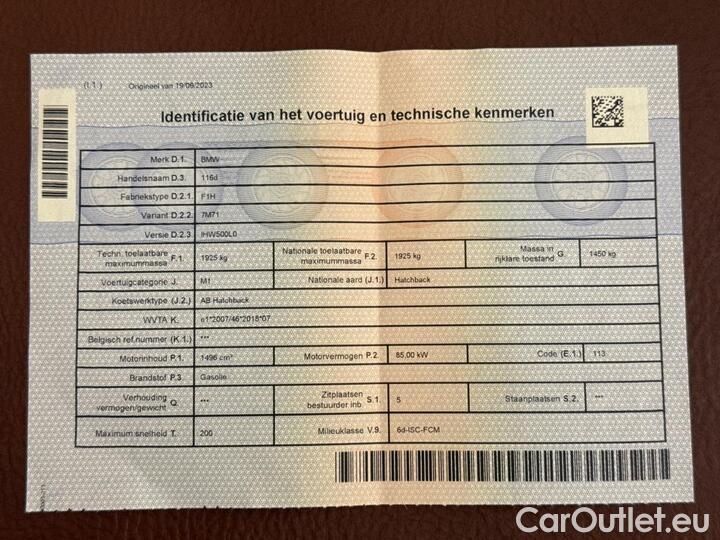 (I.1.) Origineel van 19/09/2023
Identificatie van het voertuig en technische kenmerken
Merk D.1. BMW
Handelsnaam D.3. 116d
Fabriekstype D.2.1. F1H
Variant D.2.2. 7M71
Versie D.2.3. IHW500L0
Techn. toelaatbare maximummassa F.1. 1925 kg Nationale toelaatbare maximummassa F.2. 1925 kg Massa in rijklare toestand G. 1450 kg
Voertuigcategorie J. M1 Nationale aard (J.1.) Hatchback
Koetswerktype (J.2.) AB Hatchback
WVTA K. e1*2007/46*2018*07
Belgisch ref.nummer (K.1.) ***
Motorinhoud P.1. 1496 cm³ Motorvermogen P.2. 85,00 kW Code (E.1.) 113
Brandstof P.3. Gasolie
Verhouding vermogen/gewicht Q. *** Zitplaatsen bestuurder inb. S.1. 5 Staanplaatsen S.2. ***
Maximum snelheid T. 200 Milieuklasse V.9. 6d-ISC-FCM
CarOutlet.eu